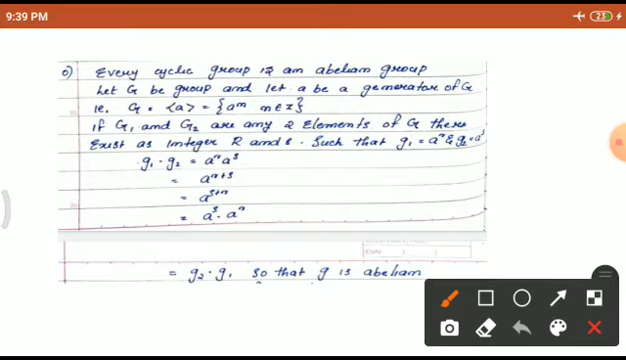 9:39 PM
23
0) Every cyclic group is an abelian group
Let G be group and let a be a generator of G
ie. G = <a> = {a^m m∈z}
if G1 and G2 are any 2 Elements of G there
Exist as integer R and s. Such that g1 = a^r & g2 = a^s
g1 · g2 = a^r a^s
= a^r+s
= a^s+r
= a^s · a^r
= g2 · g1 so that g is abelian